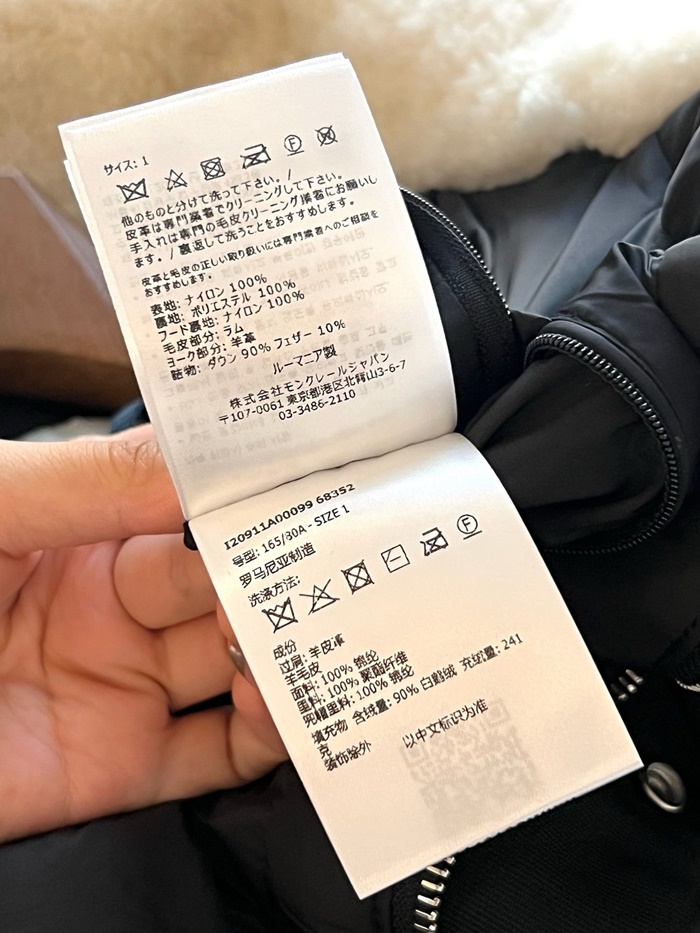 サイズ: 1
F
他のものと分けて洗って下さい。/
皮革は専門業者でクリーニングして下さい。
手入れは専門の毛皮クリーニング業者にお願いし
ます。/ 裏返して洗うことをおすすめします。
皮革と毛皮の正しい取り扱いには専門業者へのご相談を
おすすめします。
表地: ナイロン 100%
裏地: ポリエステル 100%
フード裏地: ナイロン 100%
毛皮部分: ラム
ヨーク部分: 羊革
詰物: ダウン 90% フェザー 10%
ルーマニア製
株式会社モンクレールジャパン
〒107-0061 東京都港区北青山3-6-7
03-3486-2110
I20911A00099 68352
号型: 165/80A - SIZE 1
罗马尼亚制造
洗涤方法:
F
成份
过肩: 羊皮革
羊毛皮
面料: 100% 锦纶
里料: 100% 聚酯纤维
兜帽里料: 100% 锦纶
填充物 含绒量: 90% 白鹅绒 充绒量: 241
克
装饰除外 以中文标识为准